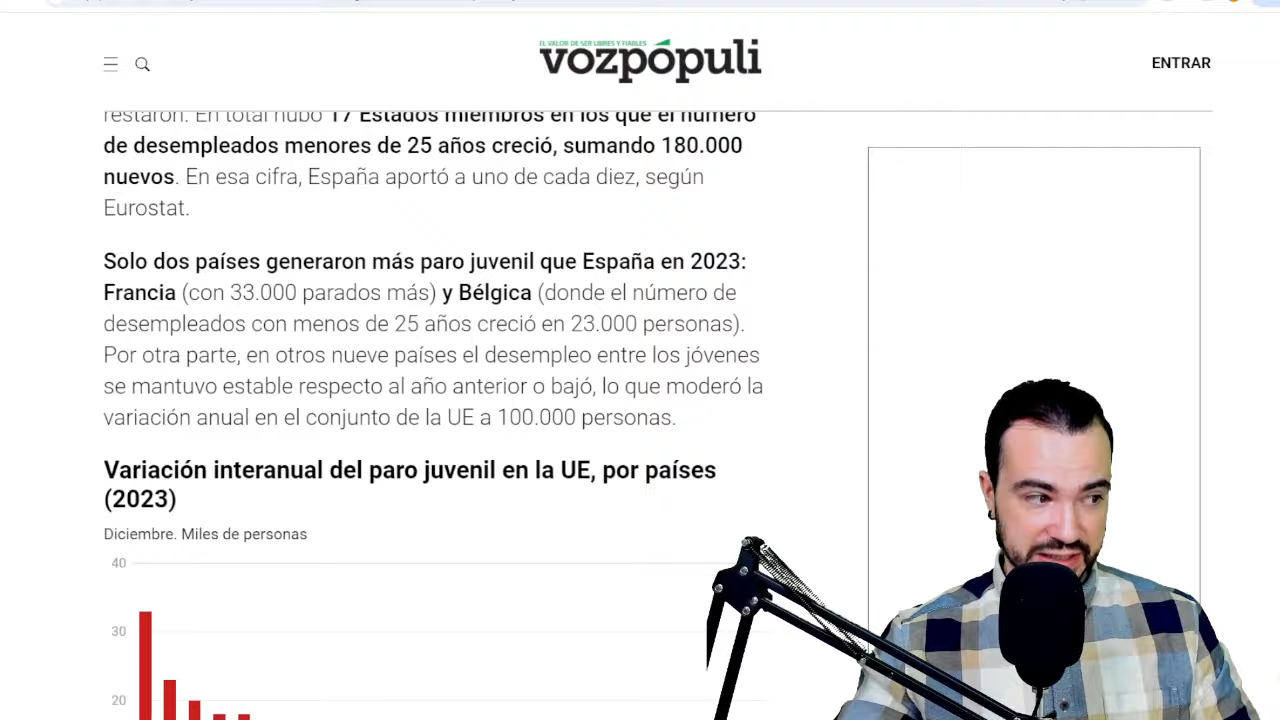 EL VALOR DE SER LIBRES Y FIABLES
vozpópuli
ENTRAR
restaron. En total hubo 17 Estados miembros en los que el número
de desempleados menores de 25 años creció, sumando 180.000
nuevos. En esa cifra, España aportó a uno de cada diez, según
Eurostat.
Solo dos países generaron más paro juvenil que España en 2023:
Francia (con 33.000 parados más) y Bélgica (donde el número de
desempleados con menos de 25 años creció en 23.000 personas).
Por otra parte, en otros nueve países el desempleo entre los jóvenes
se mantuvo estable respecto al año anterior o bajó, lo que moderó la
variación anual en el conjunto de la UE a 100.000 personas.
Variación interanual del paro juvenil en la UE, por países
(2023)
Diciembre. Miles de personas
40
30
20